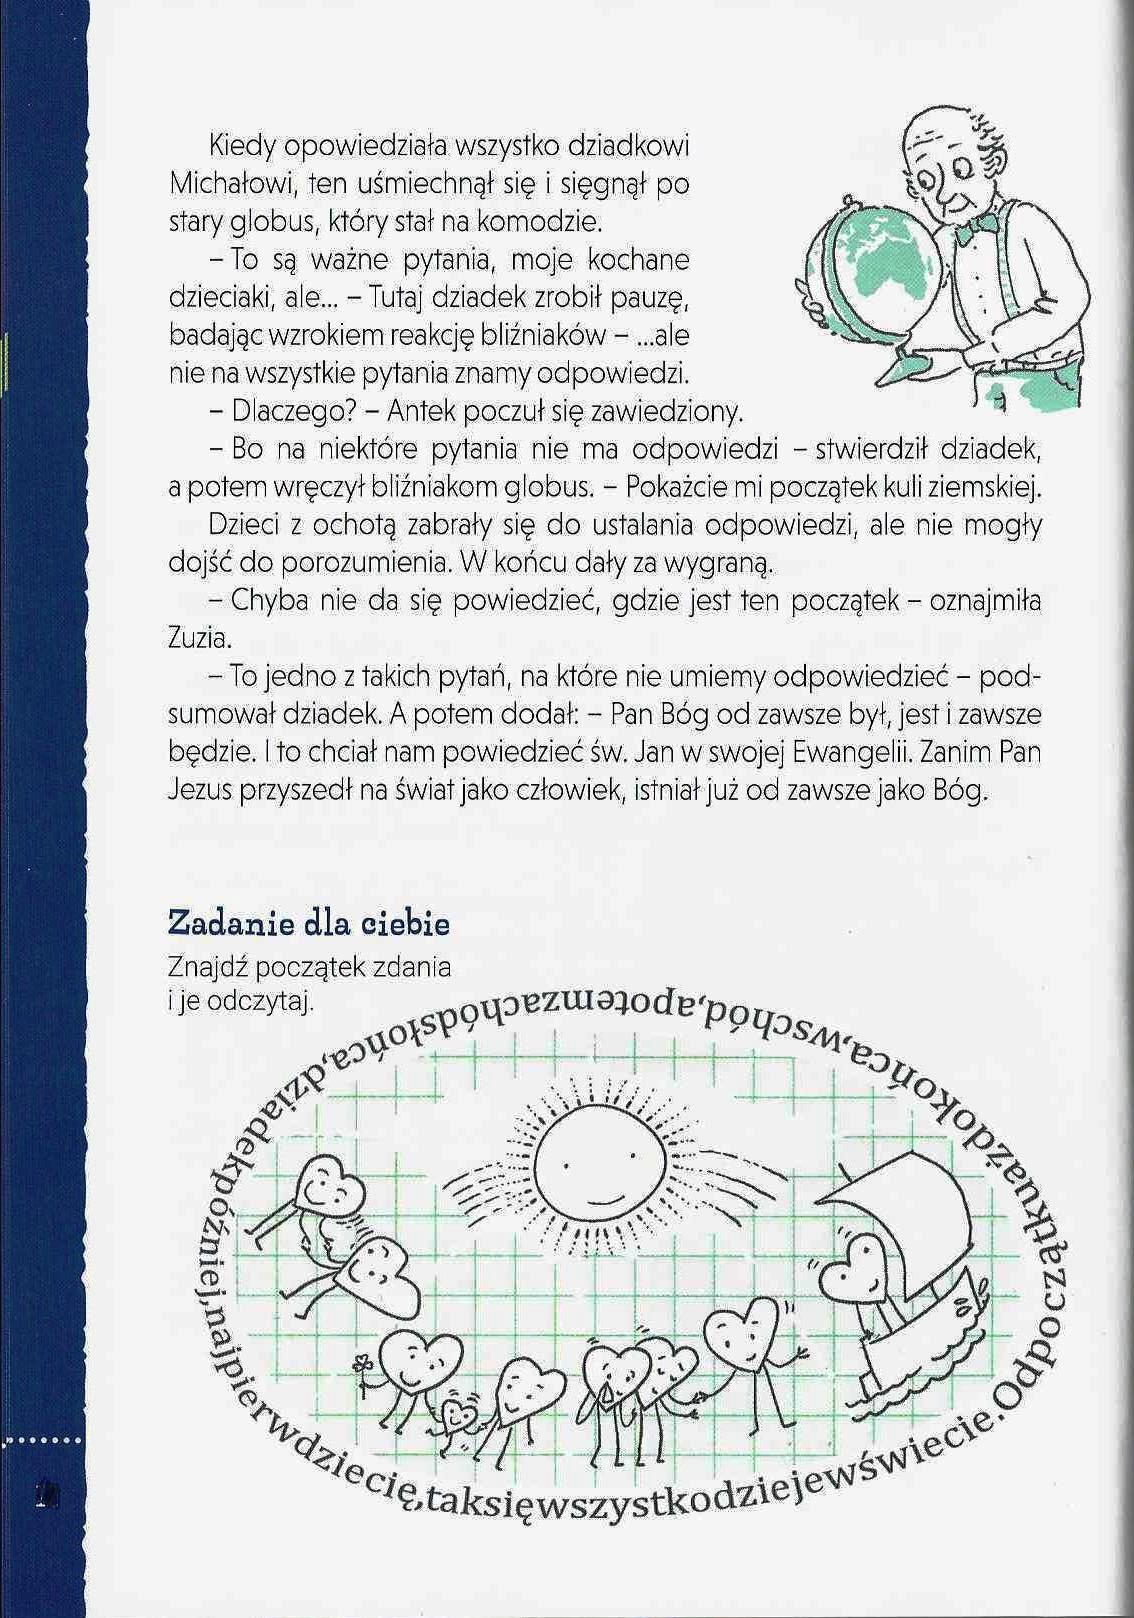 Kiedy opowiedziała wszystko dziadkowi
Michałowi, ten uśmiechnął się i sięgnął po
stary globus, który stał na komodzie.
– To są ważne pytania, moje kochane
dzieciaki, ale... – Tutaj dziadek zrobił pauzę,
badając wzrokiem reakcję bliźniaków – ...ale
nie na wszystkie pytania znamy odpowiedzi.
– Dlaczego? – Antek poczuł się zawiedziony.
– Bo na niektóre pytania nie ma odpowiedzi – stwierdził dziadek,
a potem wręczył bliźniakom globus. – Pokażcie mi początek kuli ziemskiej.
Dzieci z ochotą zabrały się do ustalania odpowiedzi, ale nie mogły
dojść do porozumienia. W końcu dały za wygraną.
– Chyba nie da się powiedzieć, gdzie jest ten początek – oznajmiła
Zuzia.
– To jedno z takich pytań, na które nie umiemy odpowiedzieć – pod-
sumował dziadek. A potem dodał: – Pan Bóg od zawsze był, jest i zawsze
będzie. I to chciał nam powiedzieć św. Jan w swojej Ewangelii. Zanim Pan
Jezus przyszedł na świat jako człowiek, istniał już od zawsze jako Bóg.
Zadanie dla ciebie
Znajdź początek zdania
i je odczytaj.
Odpoczątkuażdokońca,wschód,apotemzachódsłońca,dziadekpóźniej,najpierwdziecię,taksięwszystkodziejewświecie.